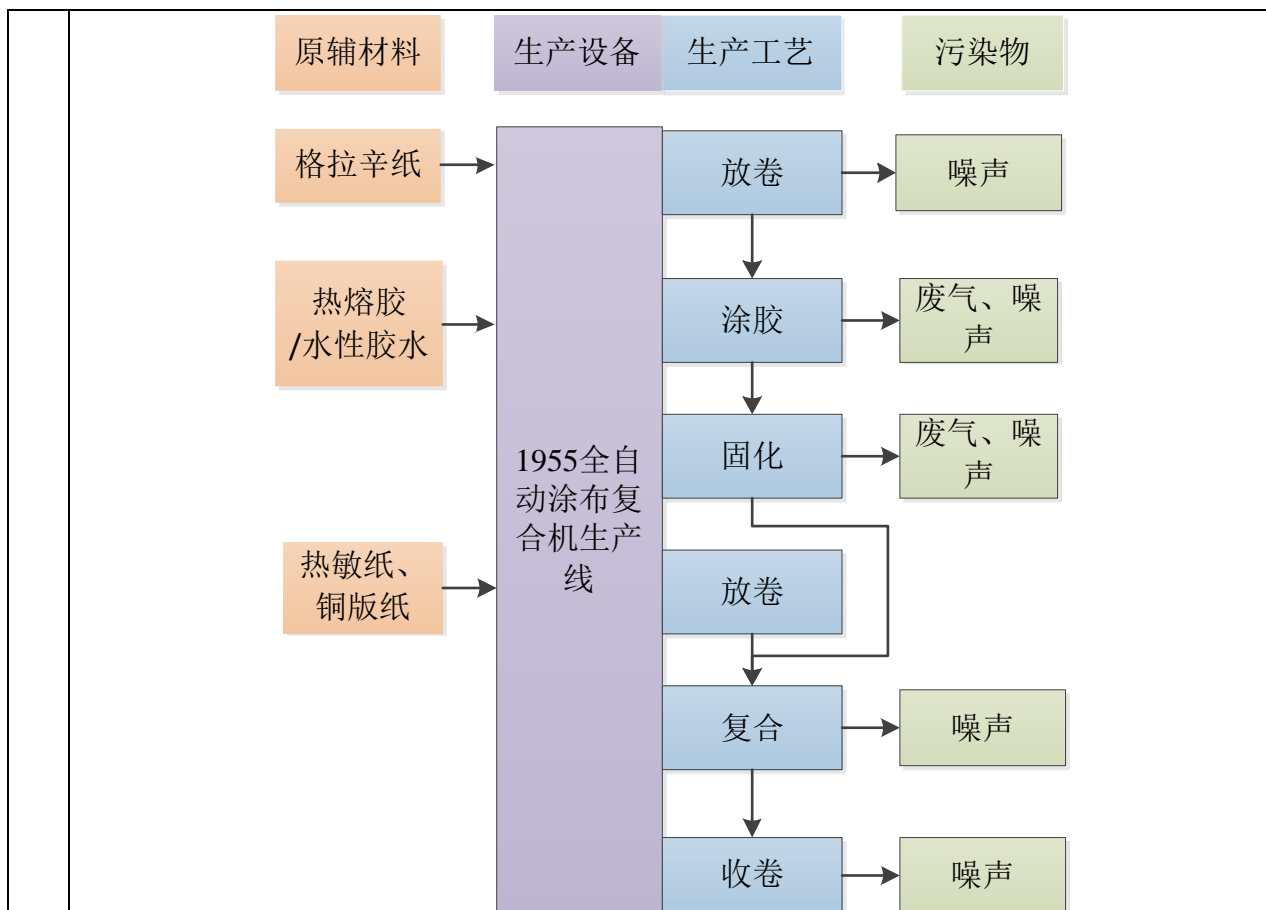 原辅材料
生产设备
生产工艺
污染物
格拉辛纸
放卷
噪声
热熔胶
/水性胶水
涂胶
废气、噪
声
固化
废气、噪
声
1955全自
动涂布复
合机生产
线
热敏纸、
铜版纸
放卷
复合
噪声
收卷
噪声